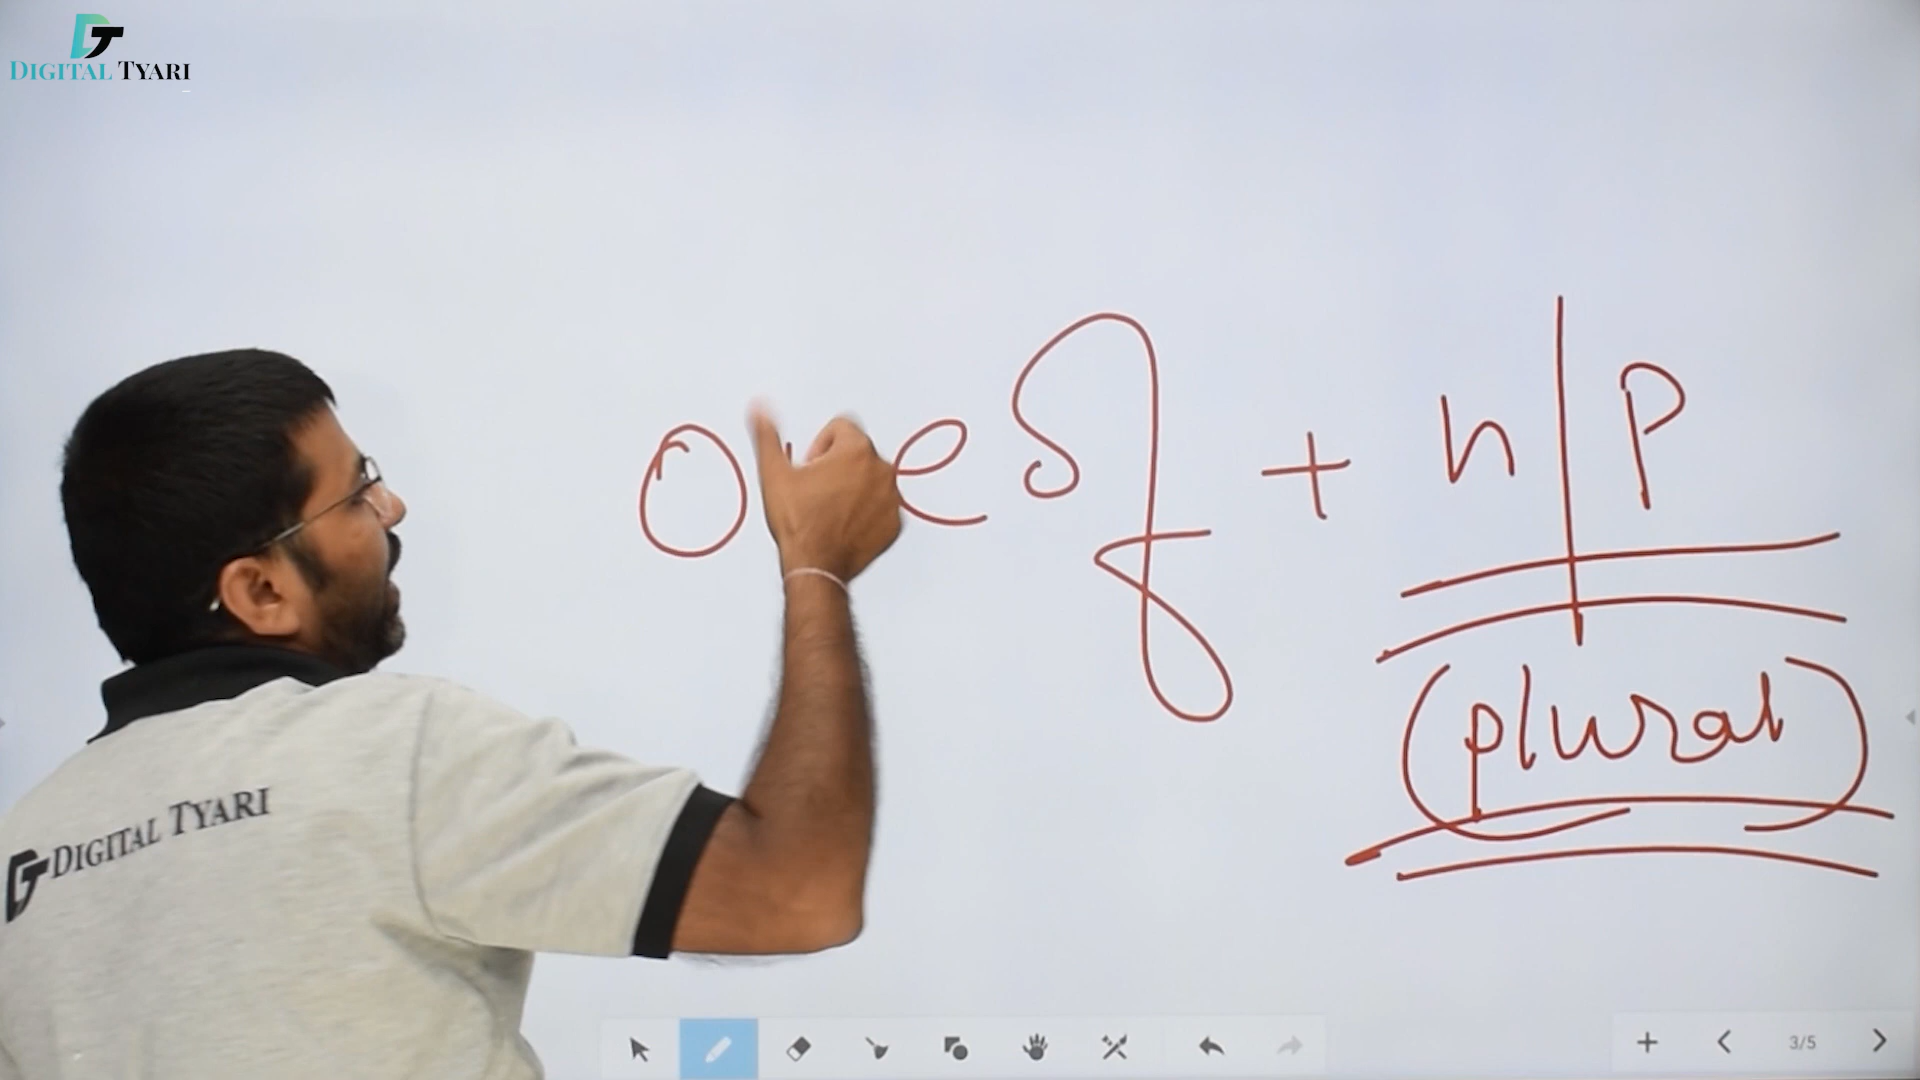 DIGITAL TYARI
of + n | P
(plural)
DIGITAL TYARI
3/5